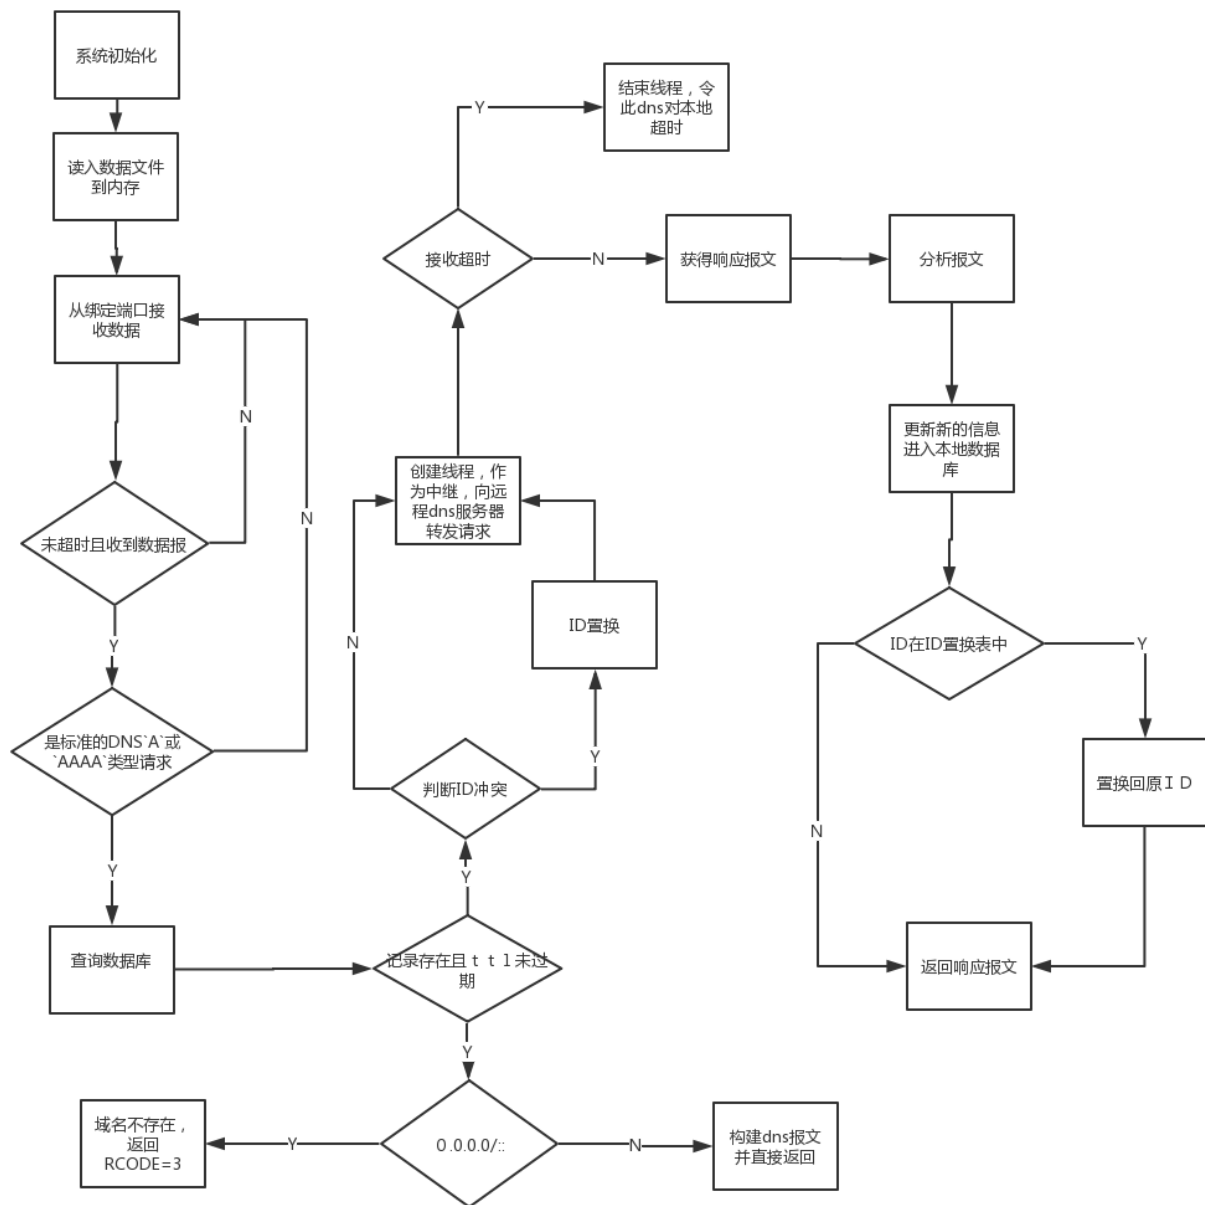 系统初始化
读入数据文件
到内存
从绑定端口接
收数据
N
未超时且收到数据报
N
Y
是标准的DNS`A`或
`AAAA`类型请求
Y
查询数据库
记录存在且ｔｔｌ未过
期
Y
判断ID冲突
N
Y
ID置换
创建线程，作
为中继，向远
程dns服务器
转发请求
接收超时
Y
结束线程，令
此dns对本地
超时
N
获得响应报文
分析报文
更新新的信息
进入本地数据
库
ID在ID置换表中
Y
置换回原ＩＤ
N
返回响应报文
Y
0.0.0.0/::
Y
域名不存在，
返回
RCODE=3
N
构建dns报文
并直接返回